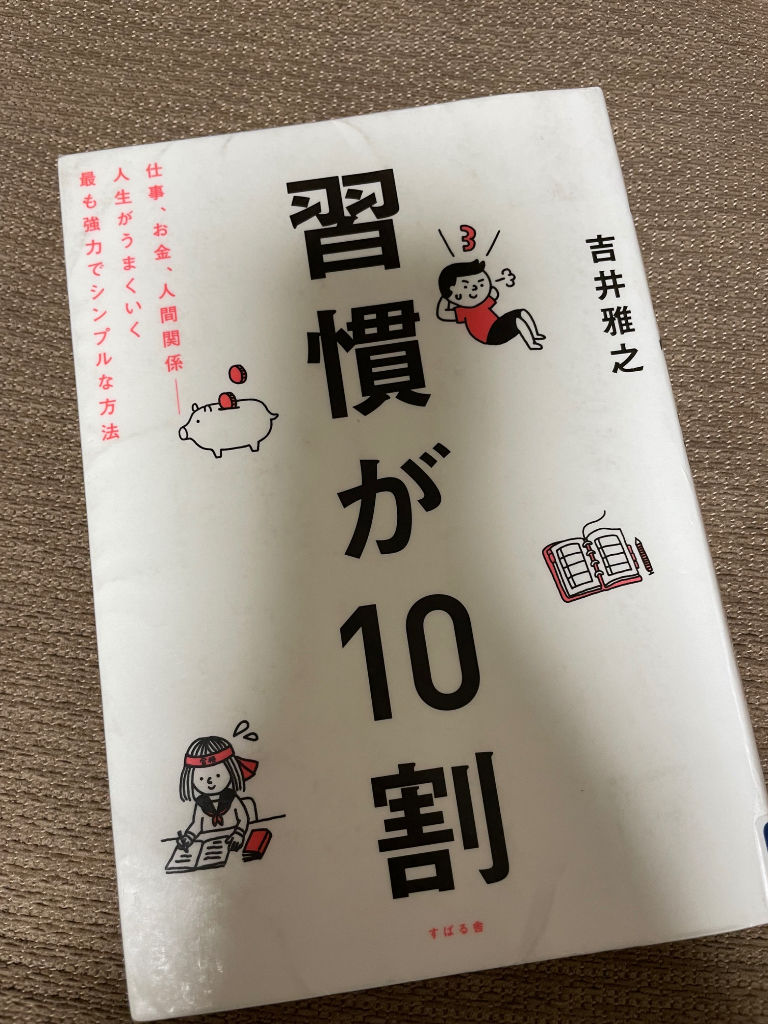 吉井雅之
習慣が10割
仕事、お金、人間関係――
人生がうまくいく
最も強力でシンプルな方法
3
すばる舎